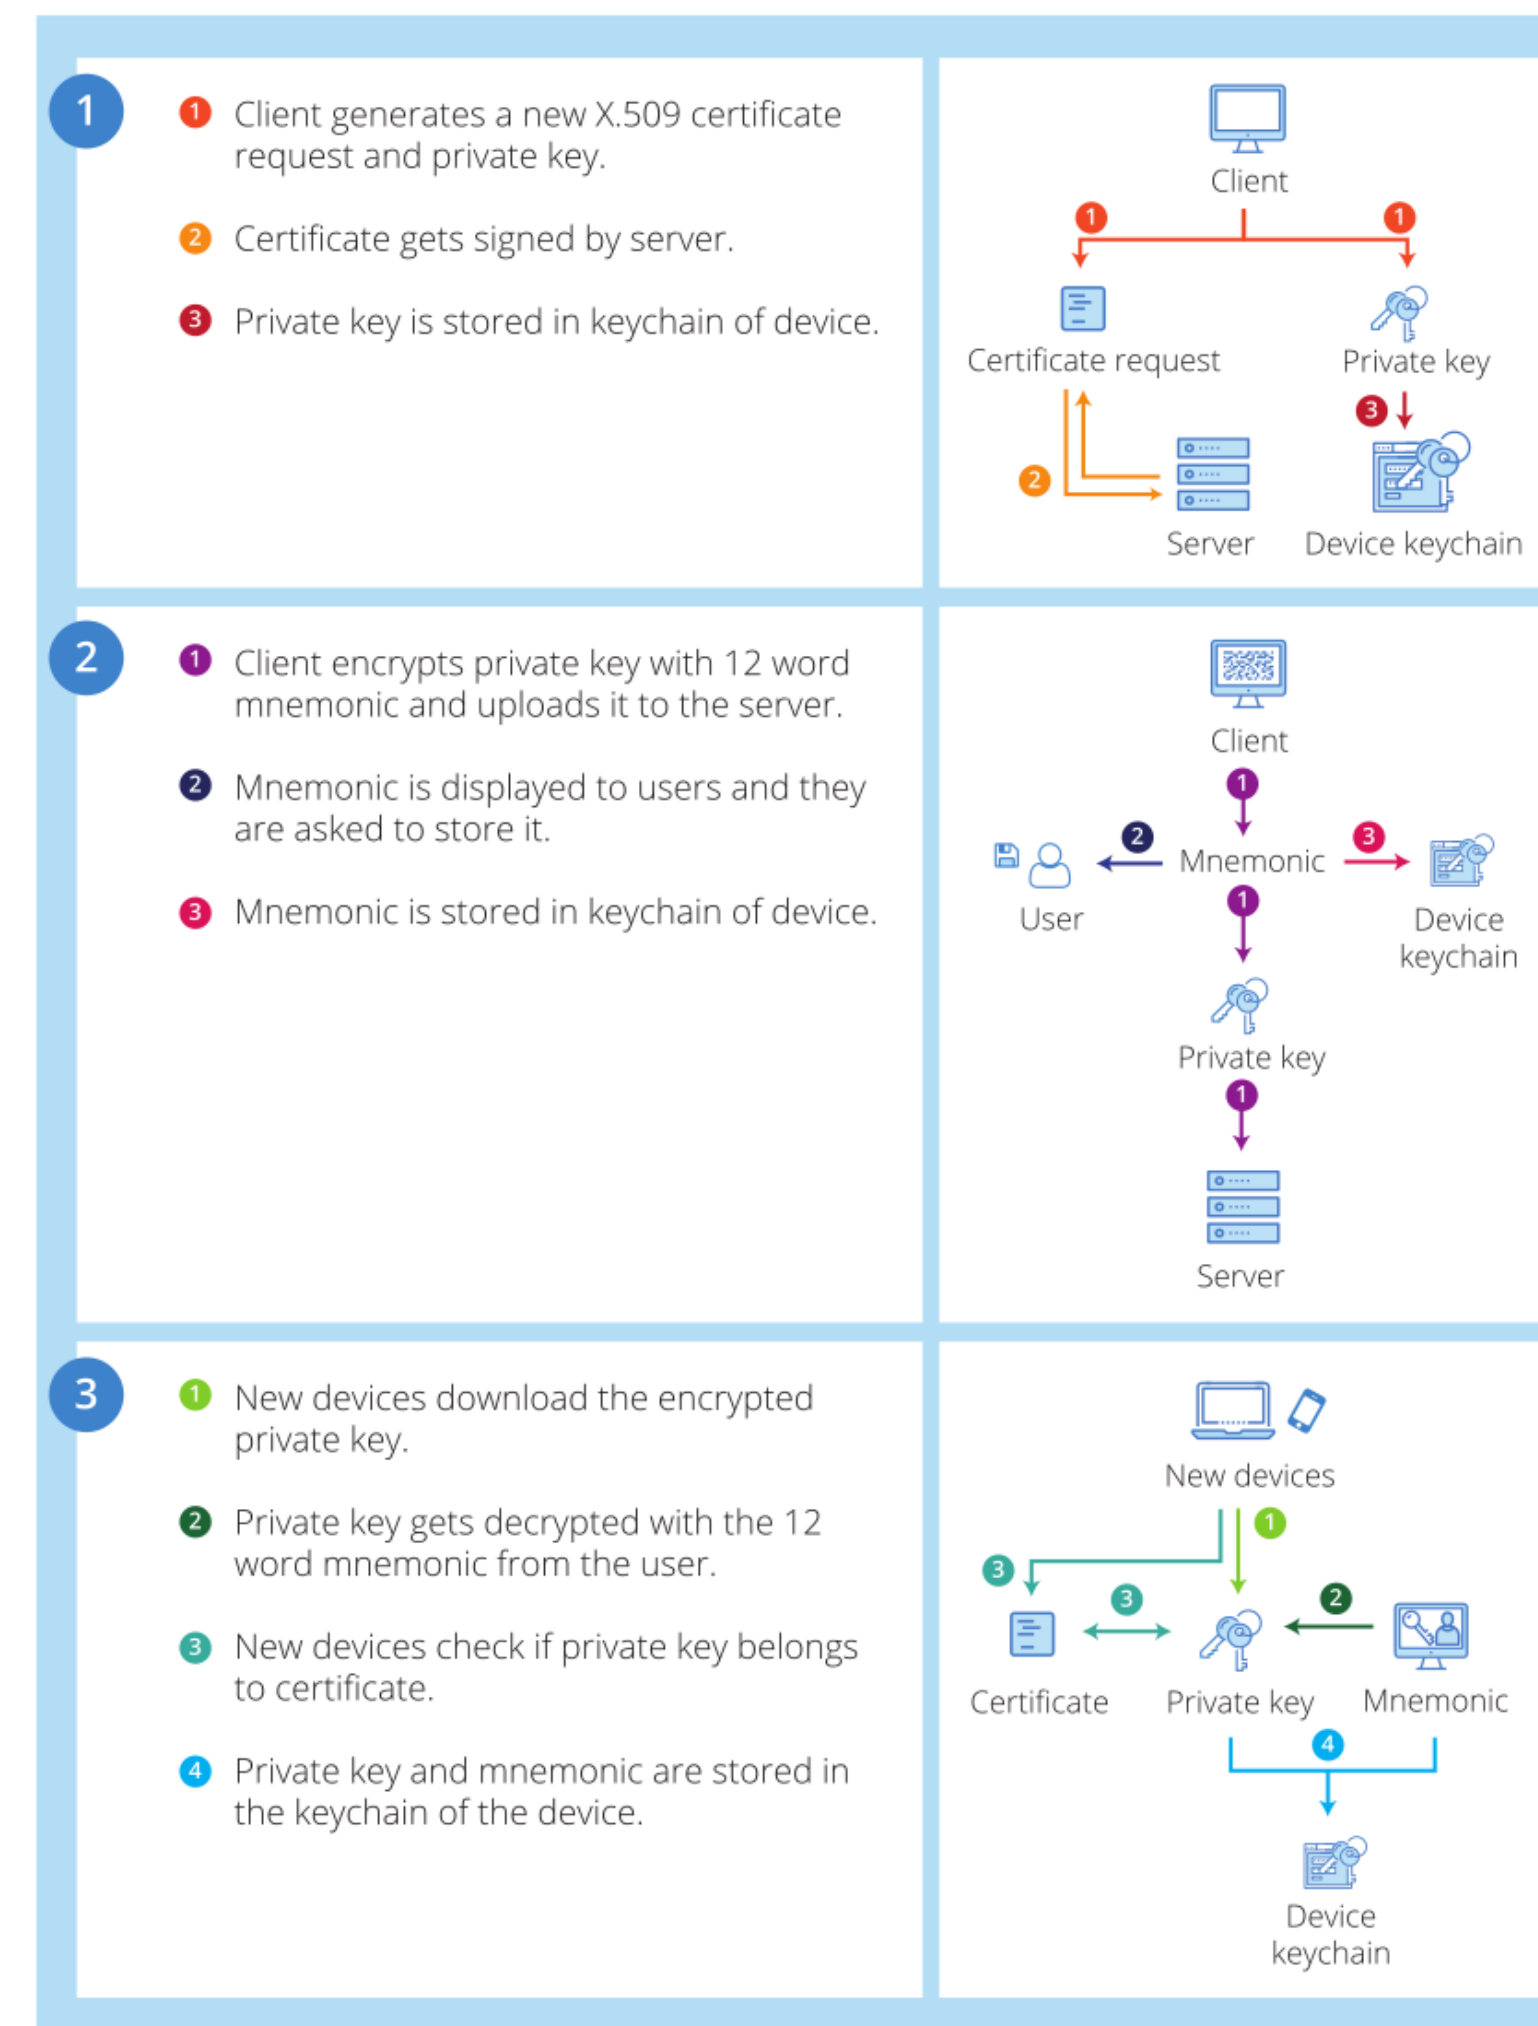 1
1 Client generates a new X.509 certificate
request and private key.
2 Certificate gets signed by server.
3 Private key is stored in keychain of device.
Client
1 1
Certificate request Private key
3
2
Server Device keychain
2
1 Client encrypts private key with 12 word
mnemonic and uploads it to the server.
2 Mnemonic is displayed to users and they
are asked to store it.
3 Mnemonic is stored in keychain of device.
Client
1
2 Mnemonic 3
1
User Device
keychain
Private key
1
Server
3
1 New devices download the encrypted
private key.
2 Private key gets decrypted with the 12
word mnemonic from the user.
3 New devices check if private key belongs
to certificate.
4 Private key and mnemonic are stored in
the keychain of the device.
New devices
1
3 3 2
Certificate Private key Mnemonic
4
Device
keychain